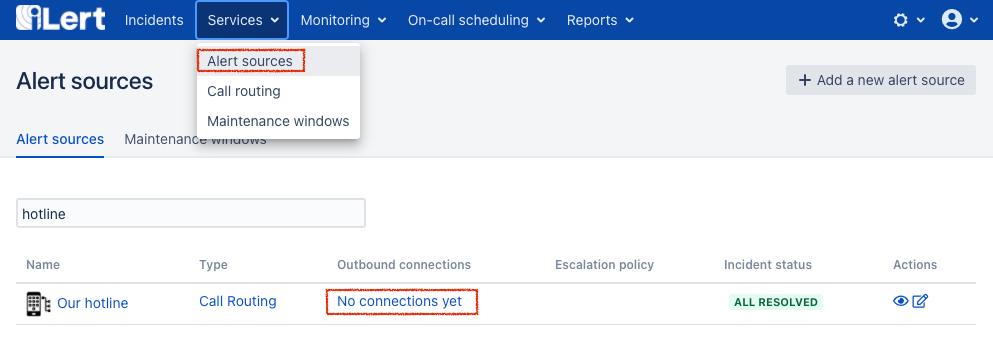 iLert Incidents Services Monitoring On-call scheduling Reports
Alert sources
Call routing
Maintenance windows
Alert sources
+ Add a new alert source
Alert sources Maintenance windows
hotline
Name Type Outbound connections Escalation policy Incident status Actions
Our hotline Call Routing No connections yet ALL RESOLVED